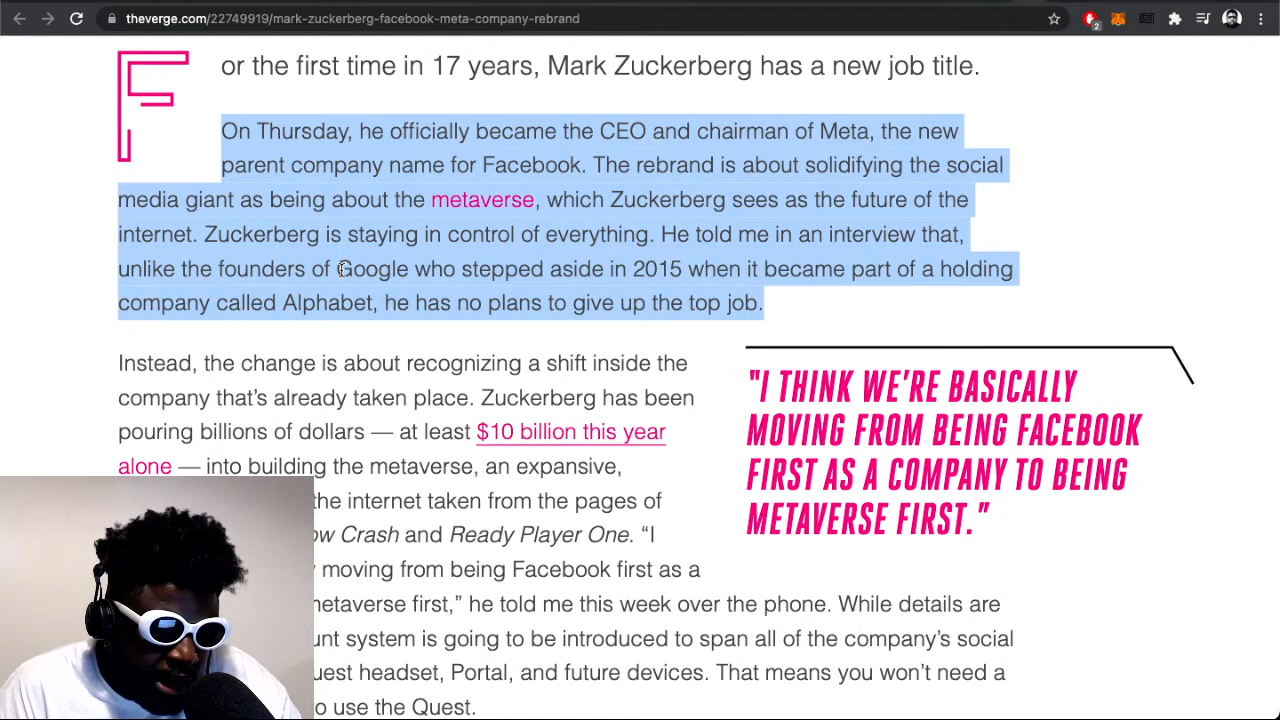 theverge.com/22749919/mark-zuckerberg-facebook-meta-company-rebrand
2
For the first time in 17 years, Mark Zuckerberg has a new job title.
On Thursday, he officially became the CEO and chairman of Meta, the new
parent company name for Facebook. The rebrand is about solidifying the social
media giant as being about the metaverse, which Zuckerberg sees as the future of the
internet. Zuckerberg is staying in control of everything. He told me in an interview that,
unlike the founders of Google who stepped aside in 2015 when it became part of a holding
company called Alphabet, he has no plans to give up the top job.
Instead, the change is about recognizing a shift inside the
company that's already taken place. Zuckerberg has been
pouring billions of dollars — at least $10 billion this year
alone — into building the metaverse, an expansive,
the internet taken from the pages of
ow Crash and Ready Player One. “I
moving from being Facebook first as a
metaverse first,” he told me this week over the phone. While details are
unt system is going to be introduced to span all of the company's social
uest headset, Portal, and future devices. That means you won't need a
o use the Quest.
"I THINK WE'RE BASICALLY
MOVING FROM BEING FACEBOOK
FIRST AS A COMPANY TO BEING
METAVERSE FIRST."